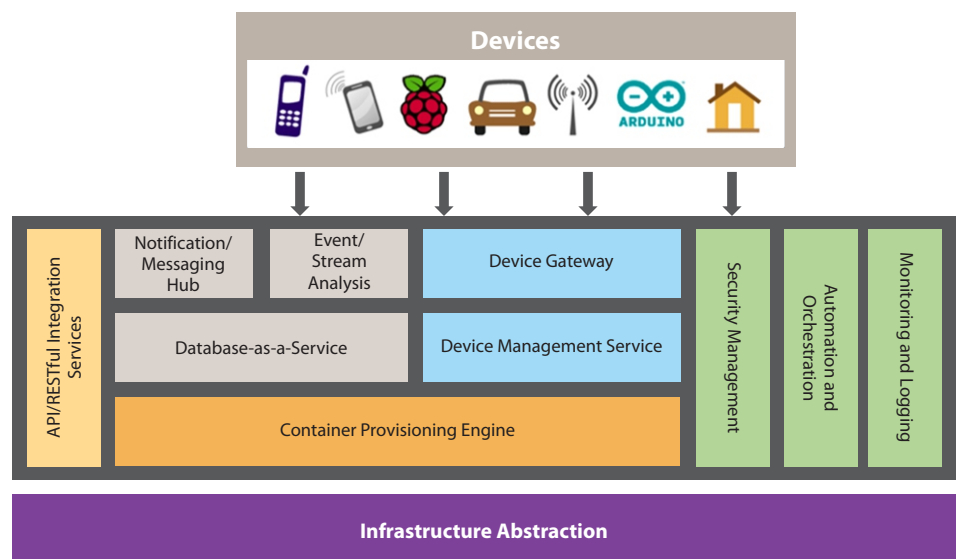 Devices
ARDUINO
API/RESTful Integration
Services
Notification/
Messaging
Hub
Event/
Stream
Analysis
Device Gateway
Database-as-a-Service
Device Management Service
Container Provisioning Engine
Security Management
Automation and
Orchestration
Monitoring and Logging
Infrastructure Abstraction